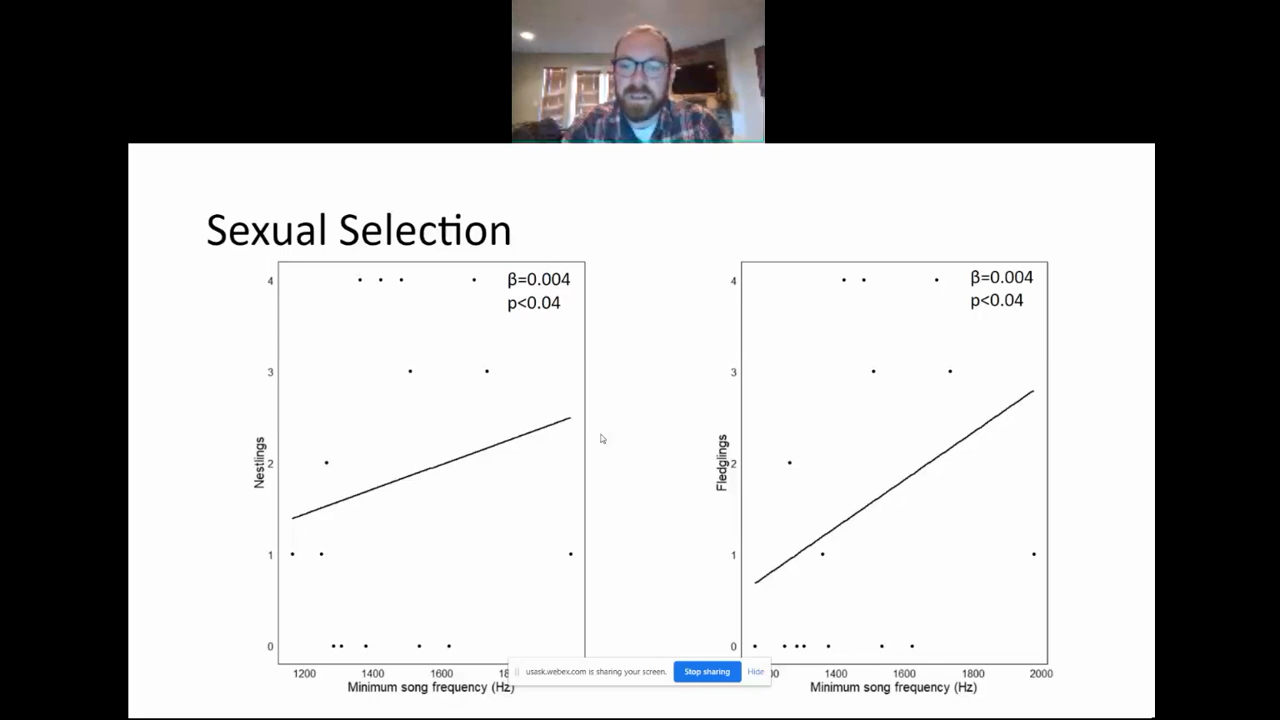 Sexual Selection
β=0.004
p<0.04
Nestlings
4
3
2
1
0
1200
1400
1600
Minimum song frequency (Hz)
β=0.004
p<0.04
Fledglings
4
3
2
1
0
1400
1600
1800
2000
Minimum song frequency (Hz)
usask.webex.com is sharing your screen.
Stop sharing
Hide